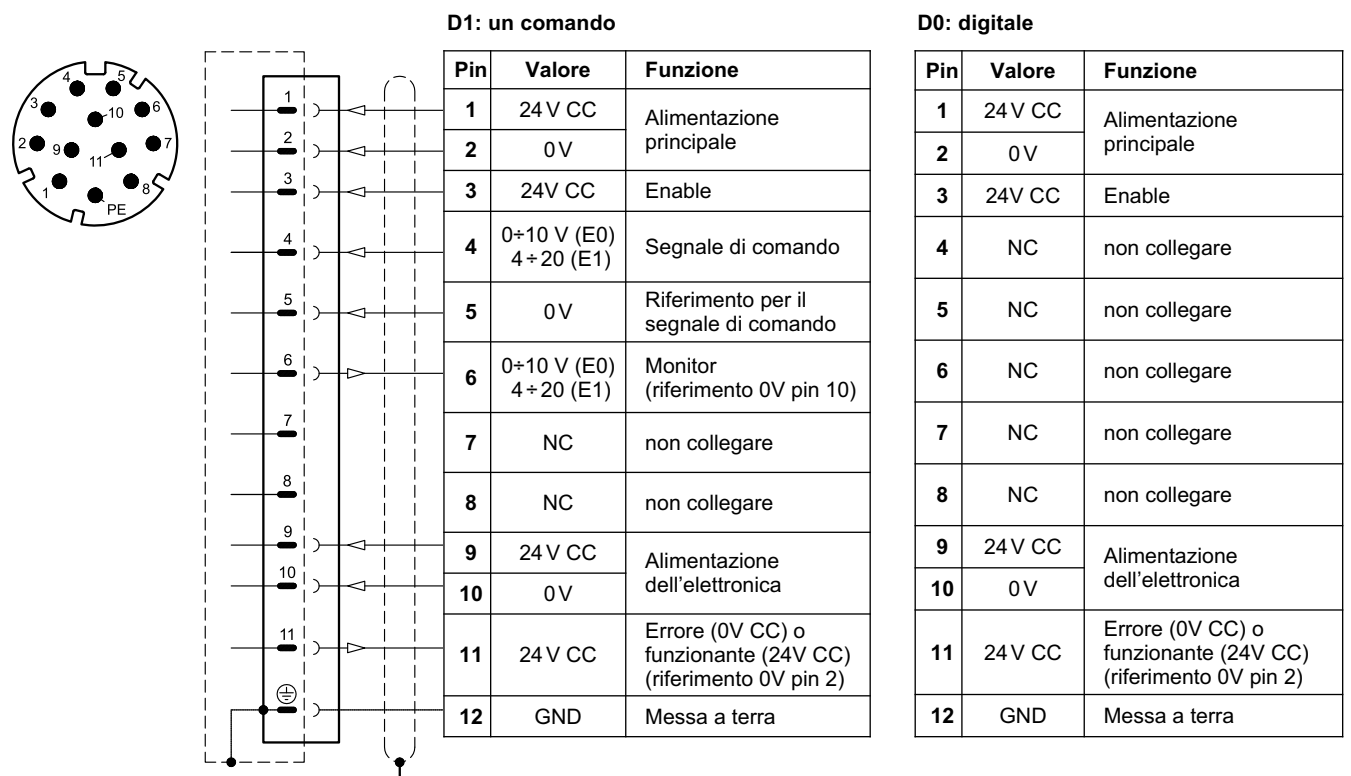 D1: un comando
D0: digitale
4 5
3 10 6
2 9 11 7
1 8
PE
1
2
3
4
5
6
7
8
9
10
11
Pin Valore Funzione
1 24 V CC Alimentazione
principale
2 0 V
3 24V CC Enable
4 0÷10 V (E0)
4÷20 (E1) Segnale di comando
5 0 V Riferimento per il
segnale di comando
6 0÷10 V (E0)
4÷20 (E1) Monitor
(riferimento 0V pin 10)
7 NC non collegare
8 NC non collegare
9 24 V CC Alimentazione
dell'elettronica
10 0 V
11 24 V CC Errore (0V CC) o
funzionante (24V CC)
(riferimento 0V pin 2)
12 GND Messa a terra
Pin Valore Funzione
1 24 V CC Alimentazione
principale
2 0 V
3 24V CC Enable
4 NC non collegare
5 NC non collegare
6 NC non collegare
7 NC non collegare
8 NC non collegare
9 24 V CC Alimentazione
dell'elettronica
10 0 V
11 24 V CC Errore (0V CC) o
funzionante (24V CC)
(riferimento 0V pin 2)
12 GND Messa a terra